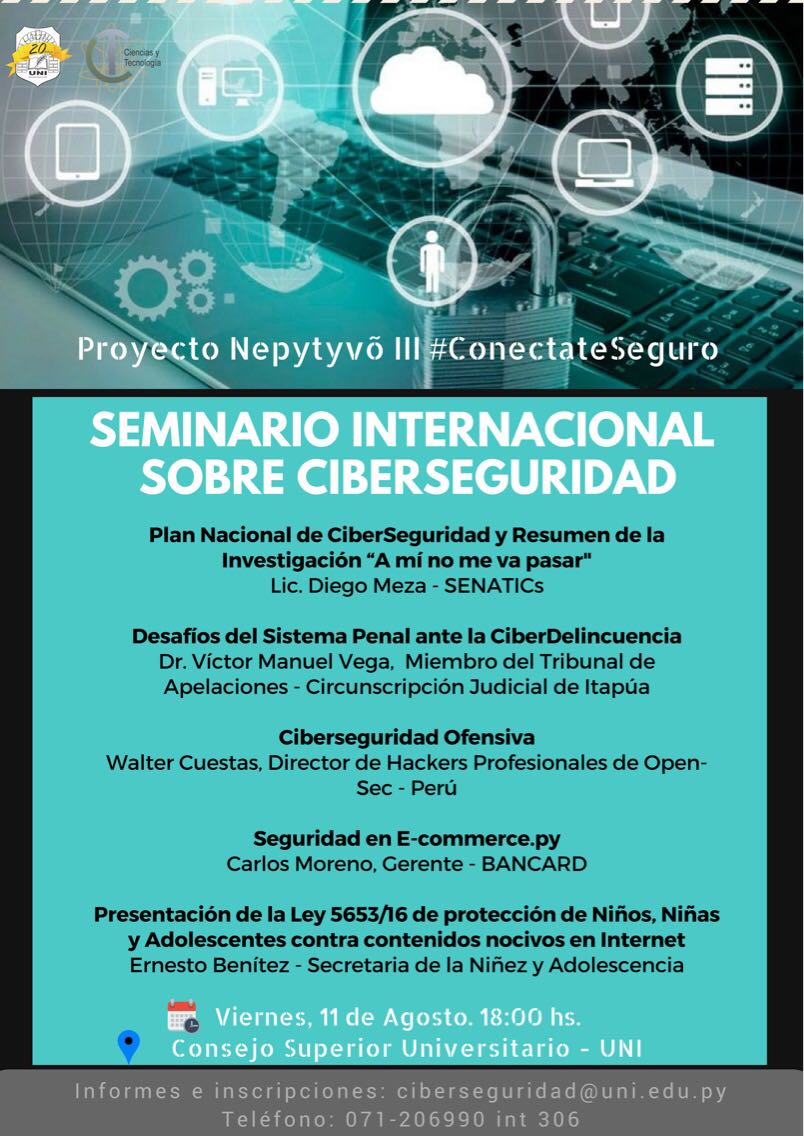 20
UNI
Ciencias y
Tecnología
Proyecto Nepytyvõ III #ConectateSeguro
SEMINARIO INTERNACIONAL
SOBRE CIBERSEGURIDAD
Plan Nacional de CiberSeguridad y Resumen de la
Investigación “A mí no me va pasar"
Lic. Diego Meza - SENATICs
Desafíos del Sistema Penal ante la CiberDelincuencia
Dr. Víctor Manuel Vega, Miembro del Tribunal de
Apelaciones - Circunscripción Judicial de Itapúa
Ciberseguridad Ofensiva
Walter Cuestas, Director de Hackers Profesionales de Open-
Sec - Perú
Seguridad en E-commerce.py
Carlos Moreno, Gerente - BANCARD
Presentación de la Ley 5653/16 de protección de Niños, Niñas
y Adolescentes contra contenidos nocivos en Internet
Ernesto Benítez - Secretaria de la Niñez y Adolescencia
Viernes, 11 de Agosto. 18:00 hs.
Consejo Superior Universitario - UNI
Informes e inscripciones: ciberseguridad@uni.edu.py
Teléfono: 071-206990 int 306